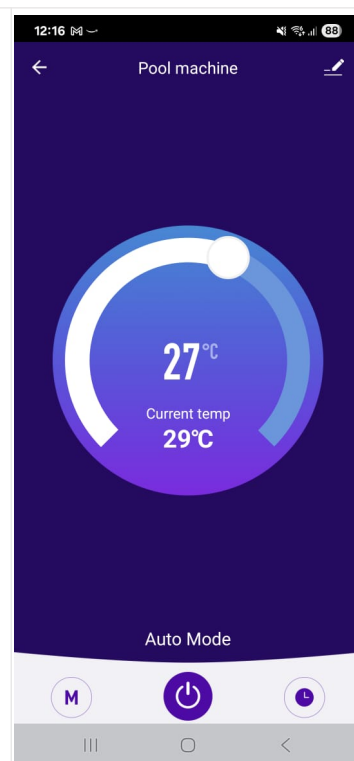 12:16
88
Pool machine
27°C
Current temp
29°C
Auto Mode
M